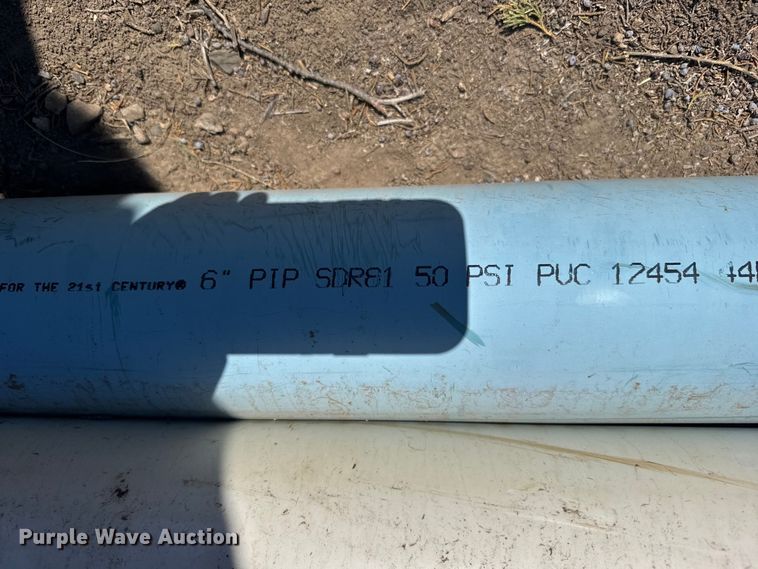 FOR THE 21st CENTURY® 6" PIP SDR81 50 PSI PVC 12454
Purple Wave Auction